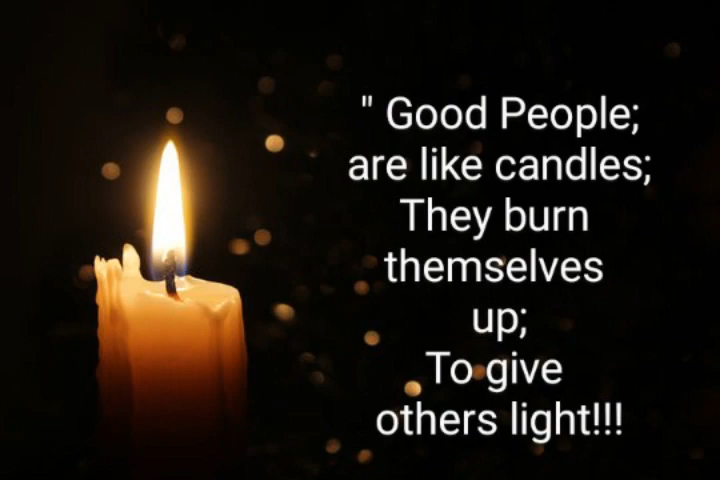 " Good People;
are like candles;
They burn
themselves
up;
To give
others light!!!